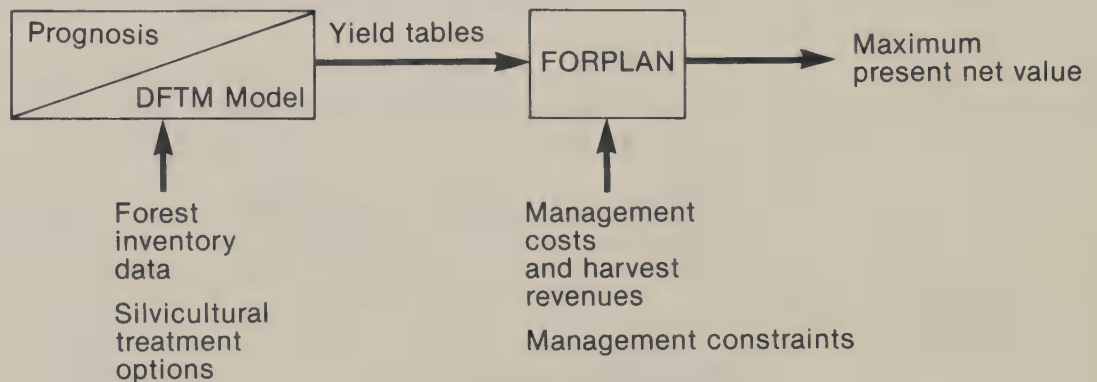 Prognosis
DFTM Model
Yield tables
FORPLAN
Maximum
present net value
Forest
inventory
data
Silvicultural
treatment
options
Management
costs
and harvest
revenues
Management constraints